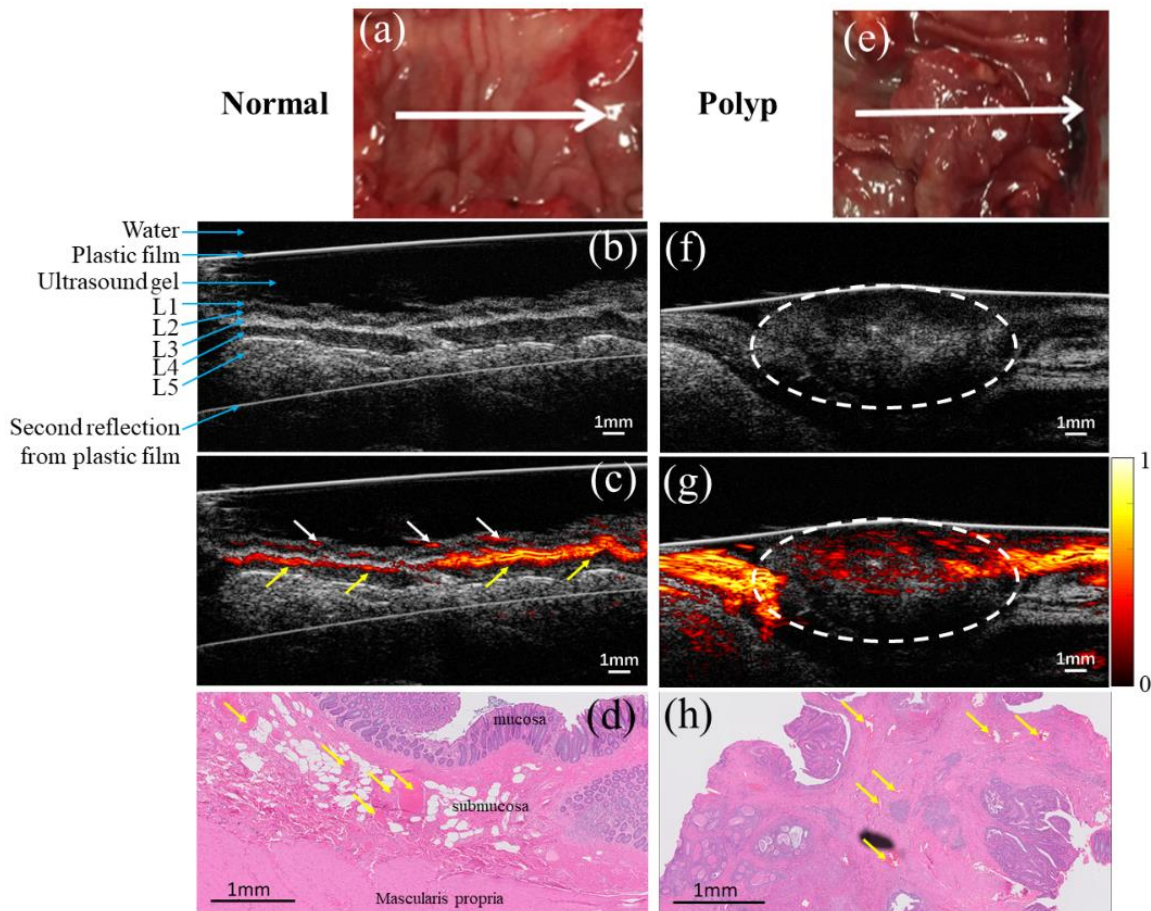 (a)
(e)
Normal
Polyp
Water
Plastic film
Ultrasound gel
L1
L2
L3
L4
L5
Second reflection
from plastic film
(b)
1mm
(f)
1mm
(c)
1mm
(g)
1mm
1
0
(d)
mucosa
submucosa
1mm
Mascularis propria
(h)
1mm